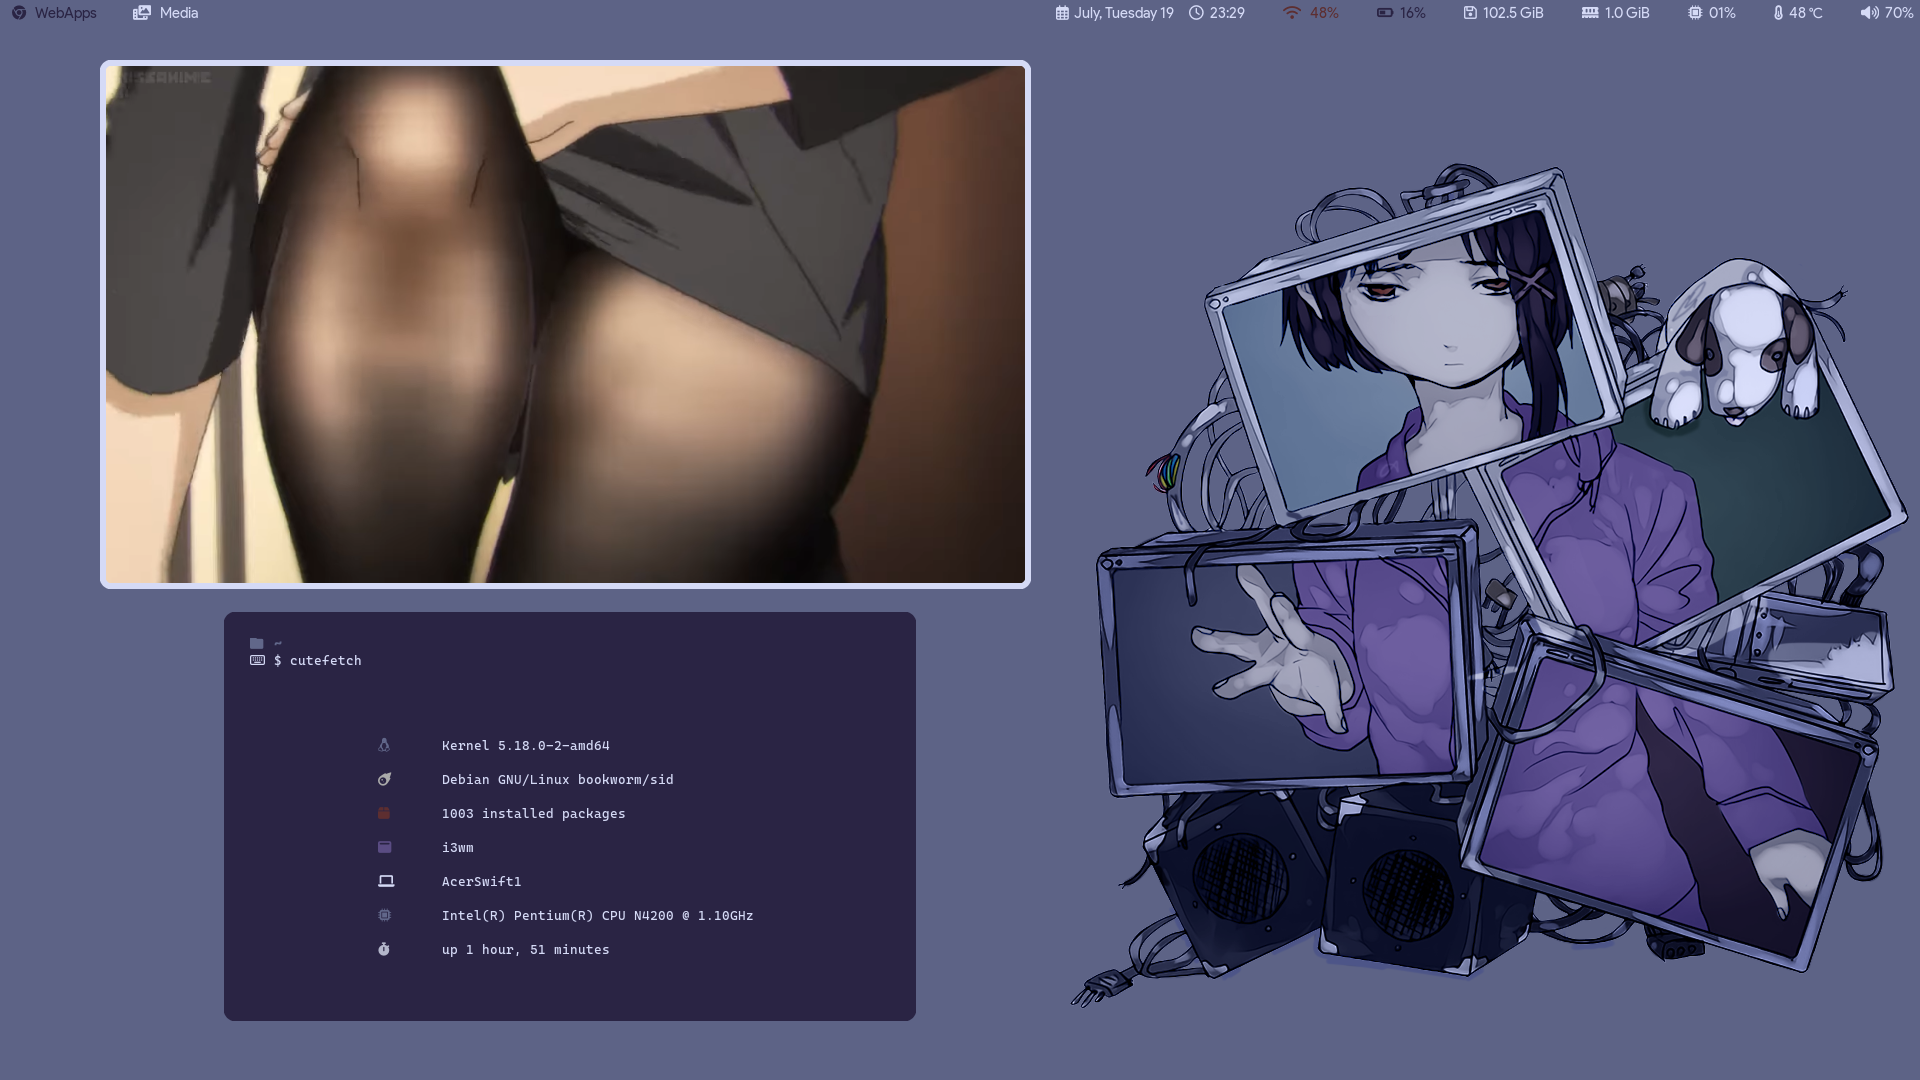 WebApps
Media
July, Tuesday 19
23:29
48%
16%
102.5 GiB
1.0 GiB
01%
48 °C
70%
~
$ cutefetch
Kernel 5.18.0-2-amd64
Debian GNU/Linux bookworm/sid
1003 installed packages
i3wm
AcerSwift1
Intel(R) Pentium(R) CPU N4200 @ 1.10GHz
up 1 hour, 51 minutes